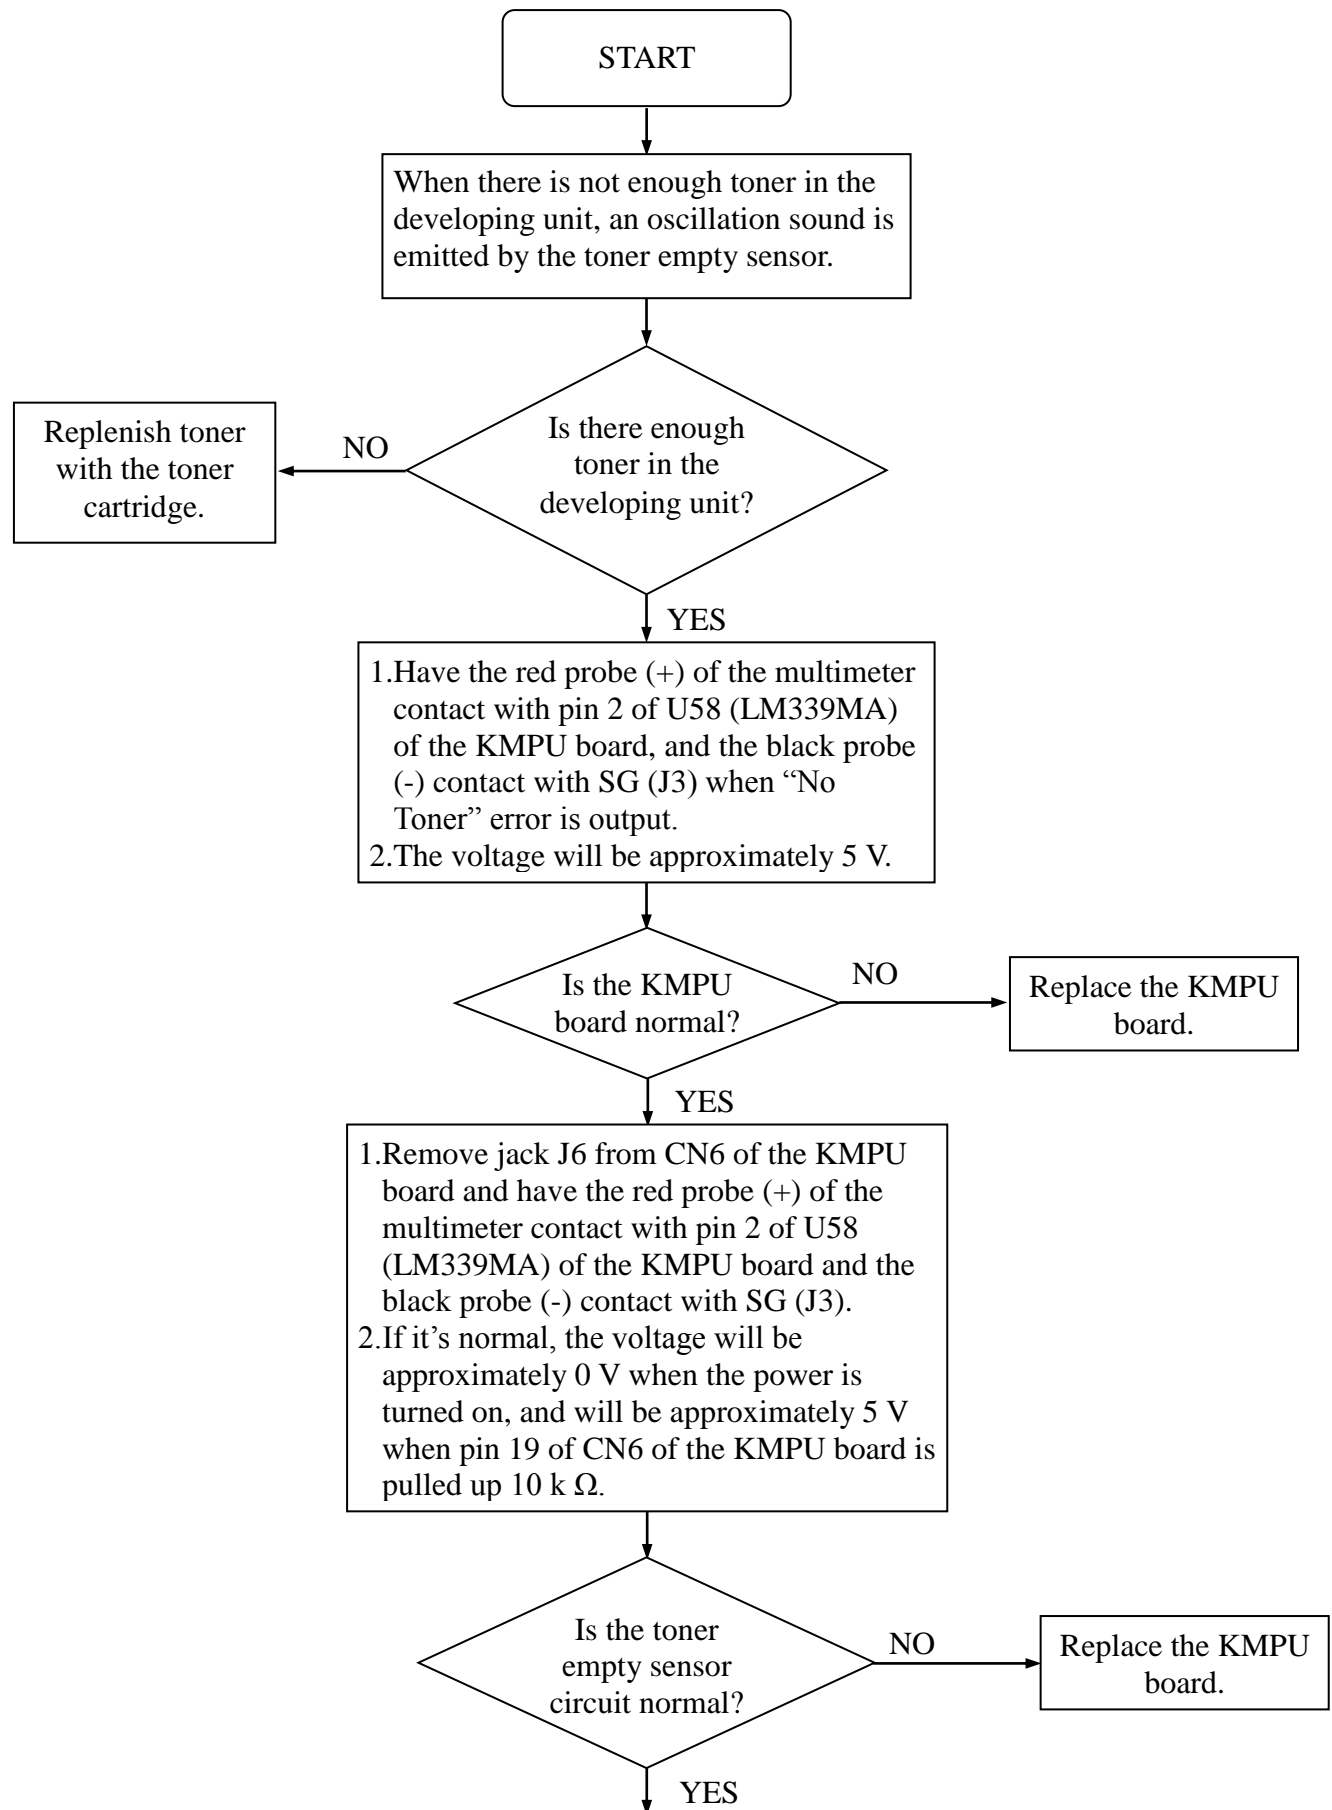 START
When there is not enough toner in the
developing unit, an oscillation sound is
emitted by the toner empty sensor.
Is there enough
toner in the
developing unit?
NO
Replenish toner
with the toner
cartridge.
YES
1.Have the red probe (+) of the multimeter
contact with pin 2 of U58 (LM339MA)
of the KMPU board, and the black probe
(-) contact with SG (J3) when “No
Toner” error is output.
2.The voltage will be approximately 5 V.
Is the KMPU
board normal?
NO
Replace the KMPU
board.
YES
1.Remove jack J6 from CN6 of the KMPU
board and have the red probe (+) of the
multimeter contact with pin 2 of U58
(LM339MA) of the KMPU board and the
black probe (-) contact with SG (J3).
2.If it’s normal, the voltage will be
approximately 0 V when the power is
turned on, and will be approximately 5 V
when pin 19 of CN6 of the KMPU board is
pulled up 10 k Ω.
Is the toner
empty sensor
circuit normal?
NO
Replace the KMPU
board.
YES